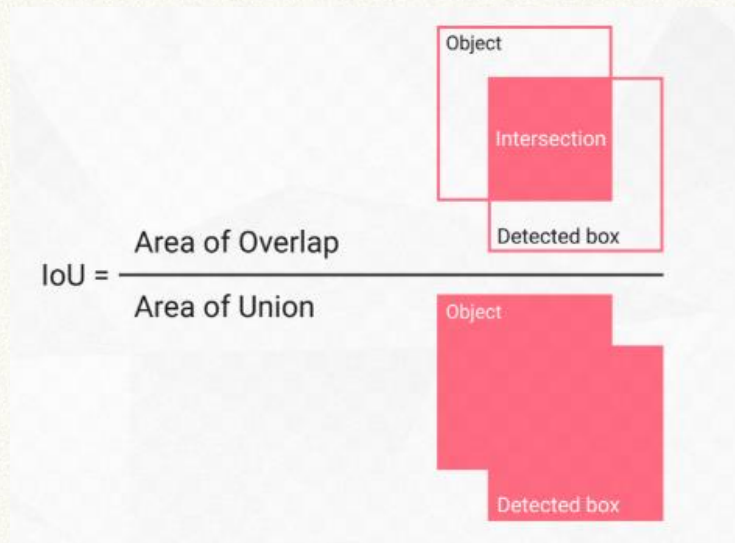 Object
Intersection
Detected box
Area of Overlap
IoU =
Area of Union
Object
Detected box